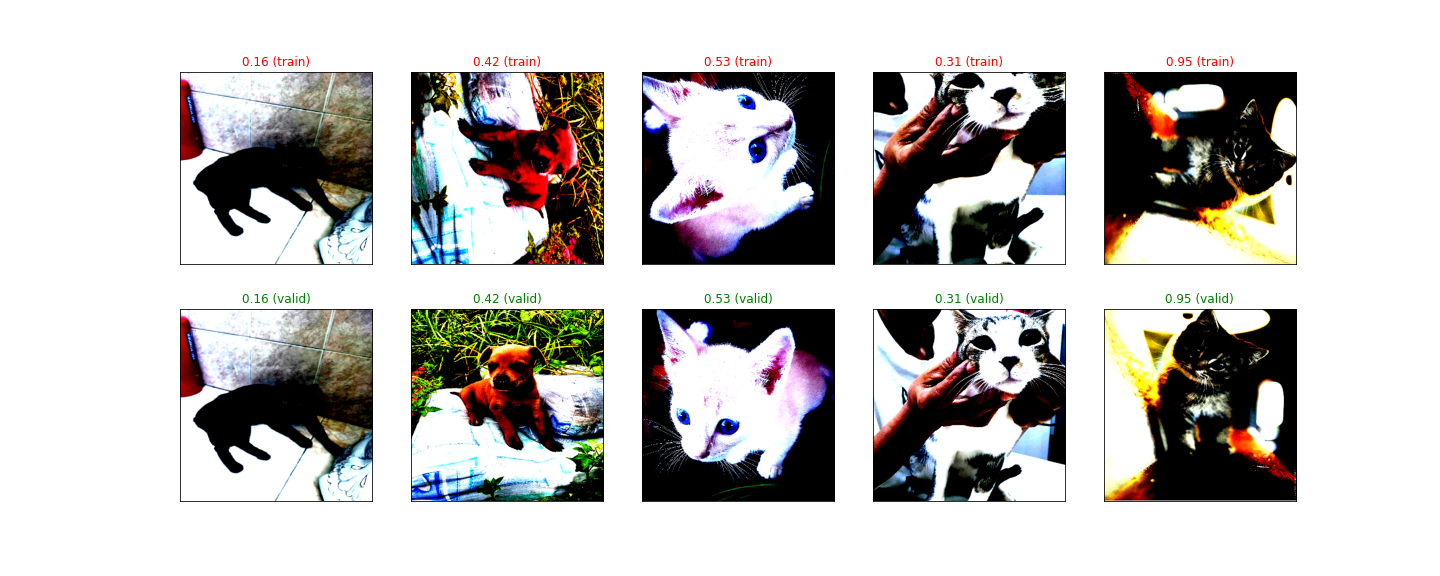 0.16 (train)
0.42 (train)
0.53 (train)
0.31 (train)
0.95 (train)
0.16 (valid)
0.42 (valid)
0.53 (valid)
0.31 (valid)
0.95 (valid)